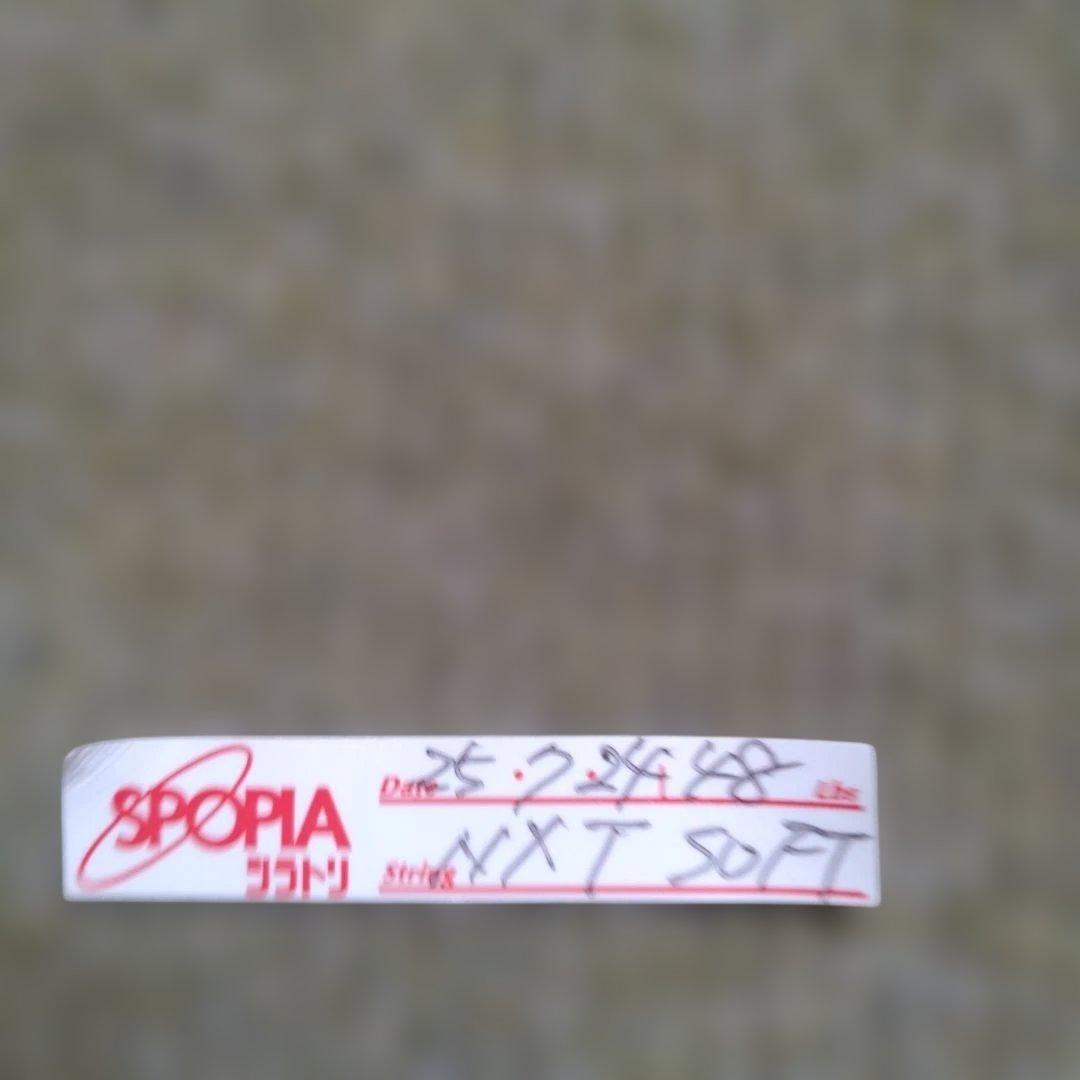 SPOPIA
シラトリ
Date 25・7・24 48 Lbs
String NXT SOFT